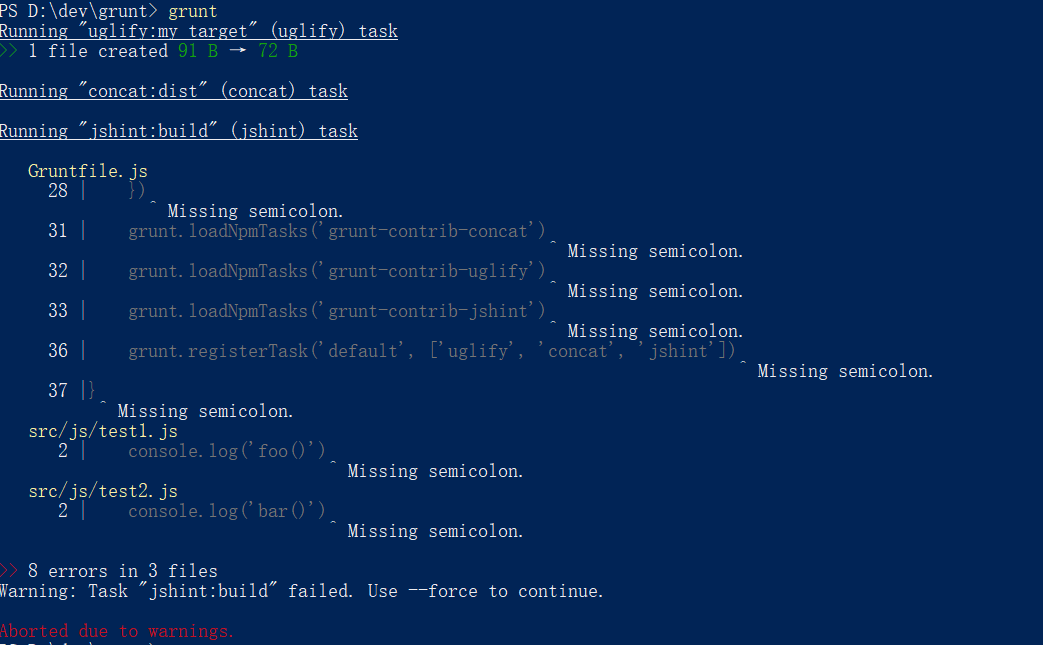 PS D:\dev\grunt> grunt
Running "uglify:my_target" (uglify) task
>> 1 file created 91 B → 72 B
Running "concat:dist" (concat) task
Running "jshint:build" (jshint) task
Gruntfile.js
28 |    })
^ Missing semicolon.
31 |    grunt.loadNpmTasks('grunt-contrib-concat')
^ Missing semicolon.
32 |    grunt.loadNpmTasks('grunt-contrib-uglify')
^ Missing semicolon.
33 |    grunt.loadNpmTasks('grunt-contrib-jshint')
^ Missing semicolon.
36 |    grunt.registerTask('default', ['uglify', 'concat', 'jshint'])
^ Missing semicolon.
37 |}
^ Missing semicolon.
src/js/test1.js
2 |    console.log('foo()')
^ Missing semicolon.
src/js/test2.js
2 |    console.log('bar()')
^ Missing semicolon.
>> 8 errors in 3 files
Warning: Task "jshint:build" failed. Use --force to continue.
Aborted due to warnings.